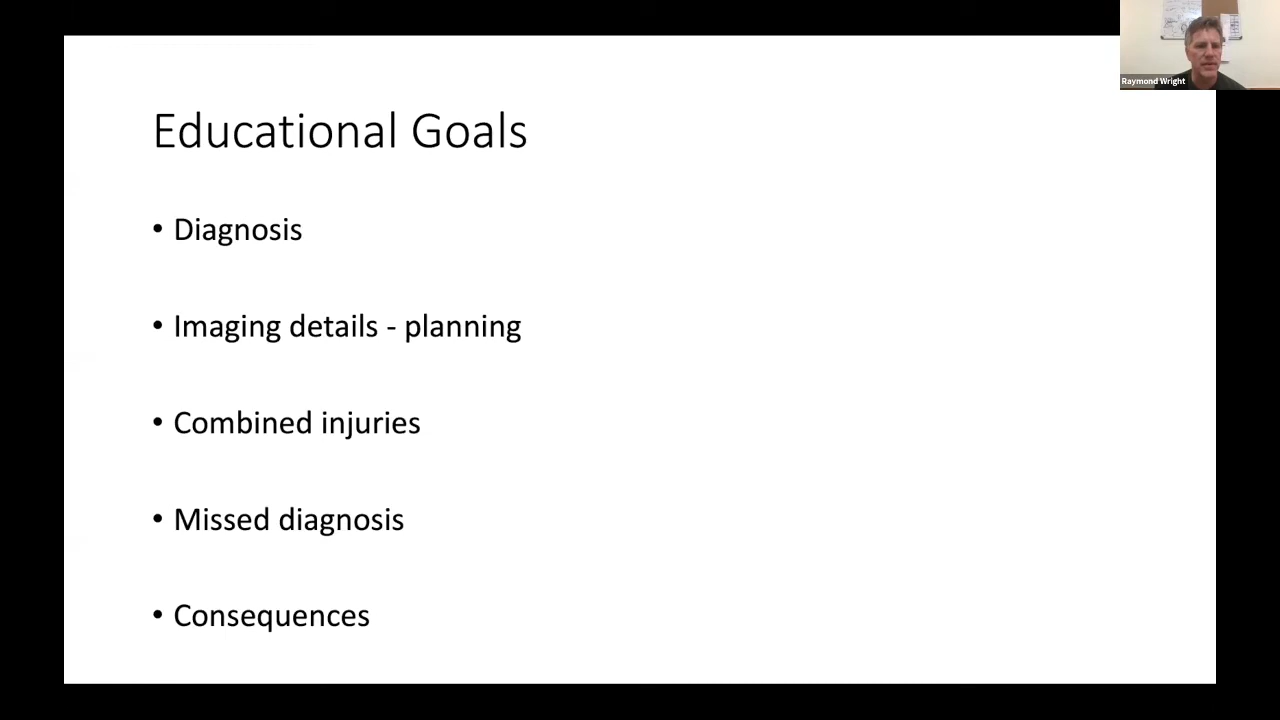 Educational Goals
• Diagnosis
• Imaging details - planning
• Combined injuries
• Missed diagnosis
• Consequences
Raymond Wright